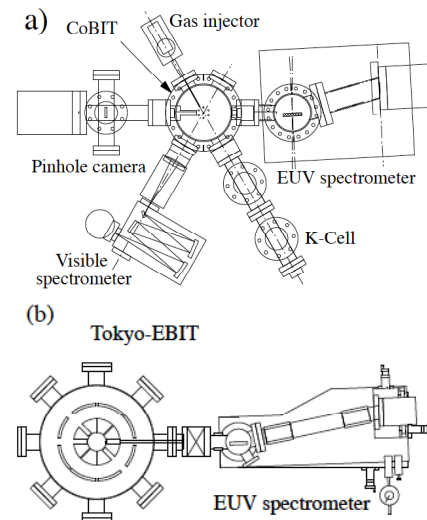 a)
Gas injector
CoBIT
Pinhole camera
EUV spectrometer
K-Cell
Visible
spectrometer
(b)
Tokyo-EBIT
EUV spectrometer